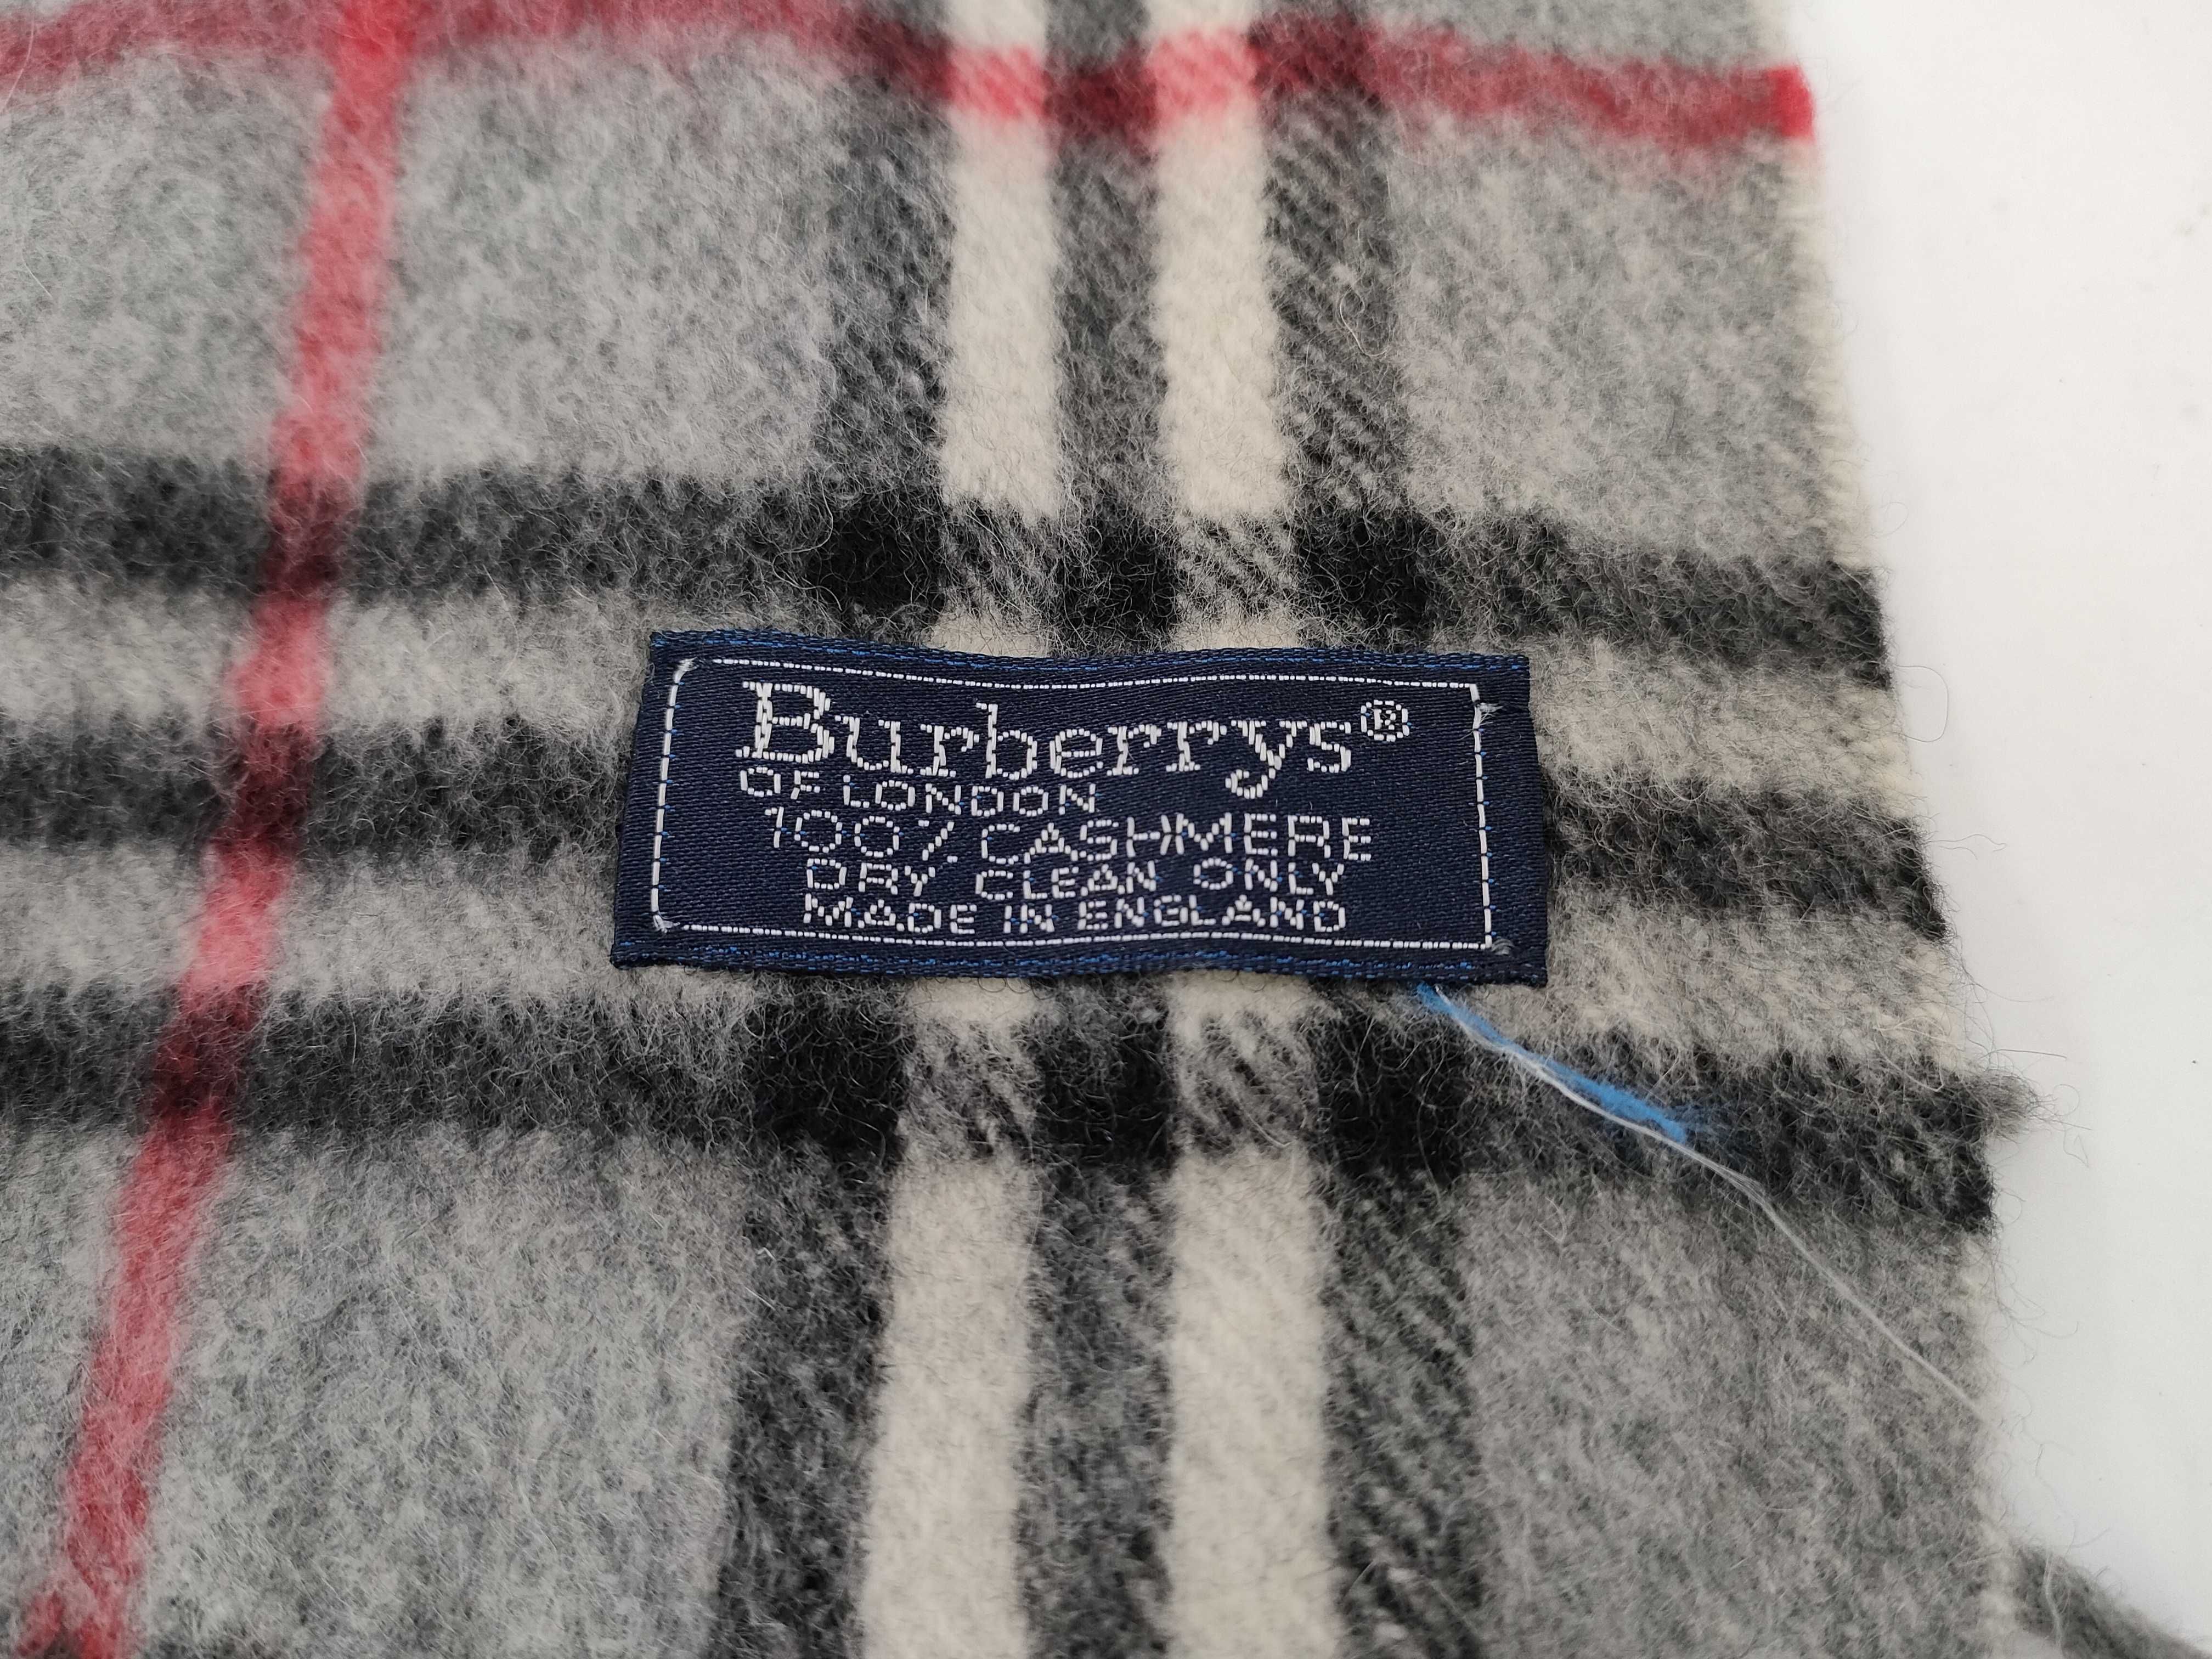 Burberrys®
OF LONDON
100% CASHMERE
DRY CLEAN ONLY
MADE IN ENGLAND